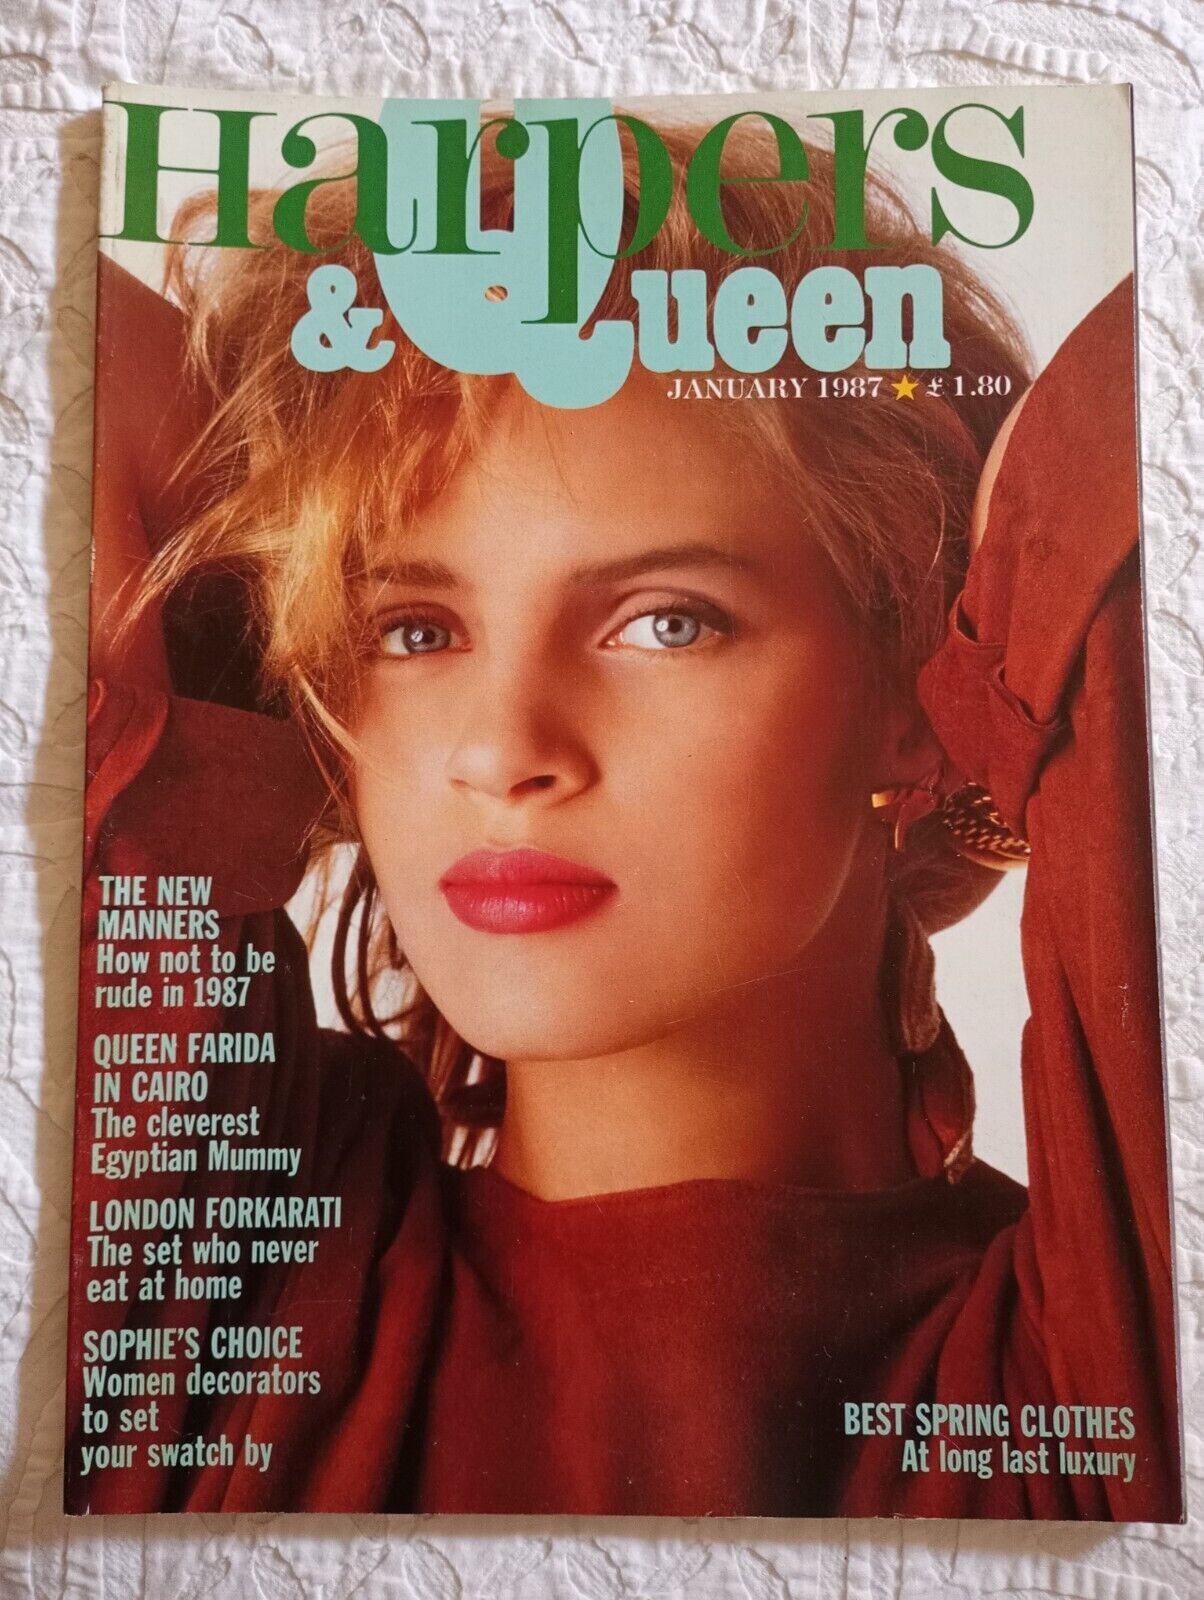 Harpers
& Queen
JANUARY 1987 ★ £1.80
THE NEW
MANNERS
How not to be
rude in 1987
QUEEN FARIDA
IN CAIRO
The cleverest
Egyptian Mummy
LONDON FORKARATI
The set who never
eat at home
SOPHIE'S CHOICE
Women decorators
to set
your swatch by
BEST SPRING CLOTHES
At long last luxury